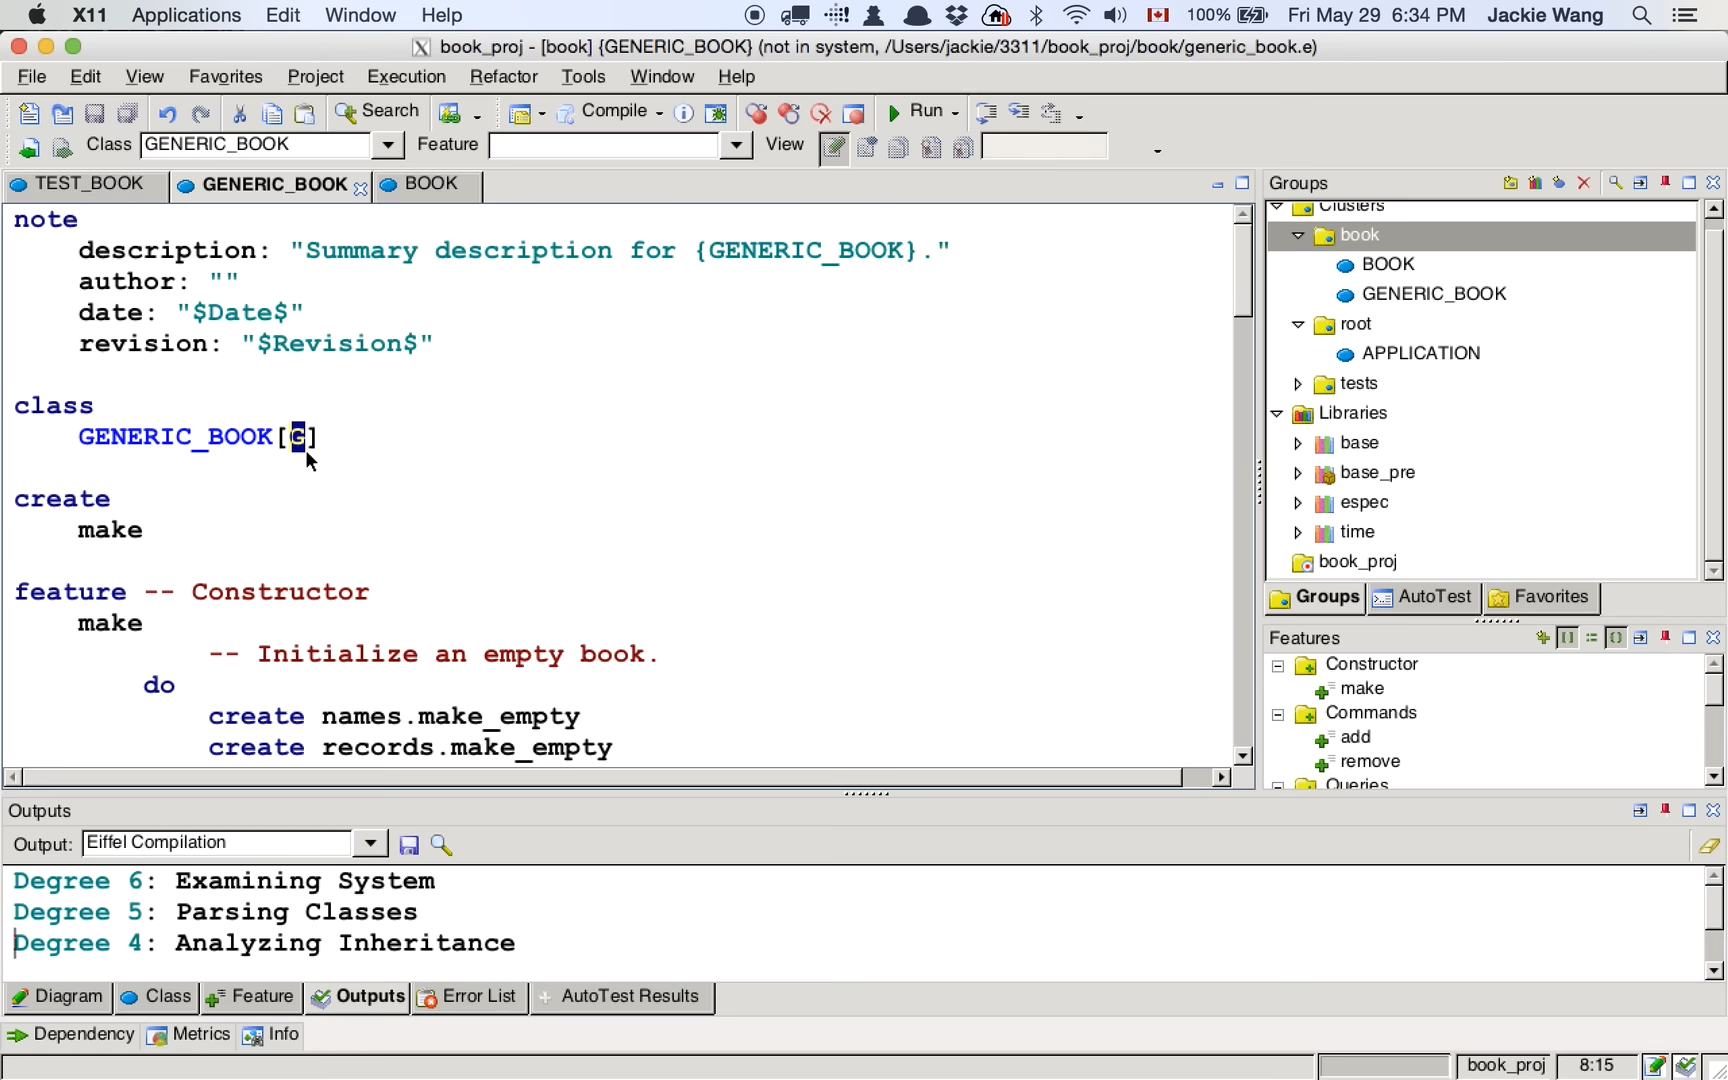 X11 Applications Edit Window Help 100% Fri May 29 6:34 PM Jackie Wang
book_proj - [book] {GENERIC_BOOK} (not in system, /Users/jackie/3311/book_proj/book/generic_book.e)
File Edit View Favorites Project Execution Refactor Tools Window Help
Search Compile Run
Class GENERIC_BOOK Feature View
TEST_BOOK GENERIC_BOOK BOOK
note
description: "Summary description for {GENERIC_BOOK}."
author: ""
date: "$Date$"
revision: "$Revision$"
class
GENERIC_BOOK[G]
create
make
feature -- Constructor
make
-- Initialize an empty book.
do
create names.make_empty
create records.make_empty
Groups
Clusters
book
BOOK
GENERIC_BOOK
root
APPLICATION
tests
Libraries
base
base_pre
espec
time
book_proj
Groups AutoTest Favorites
Features
Constructor
make
Commands
add
remove
Queries
Outputs
Output: Eiffel Compilation
Degree 6: Examining System
Degree 5: Parsing Classes
Degree 4: Analyzing Inheritance
Diagram Class Feature Outputs Error List AutoTest Results
Dependency Metrics Info
book_proj 8:15